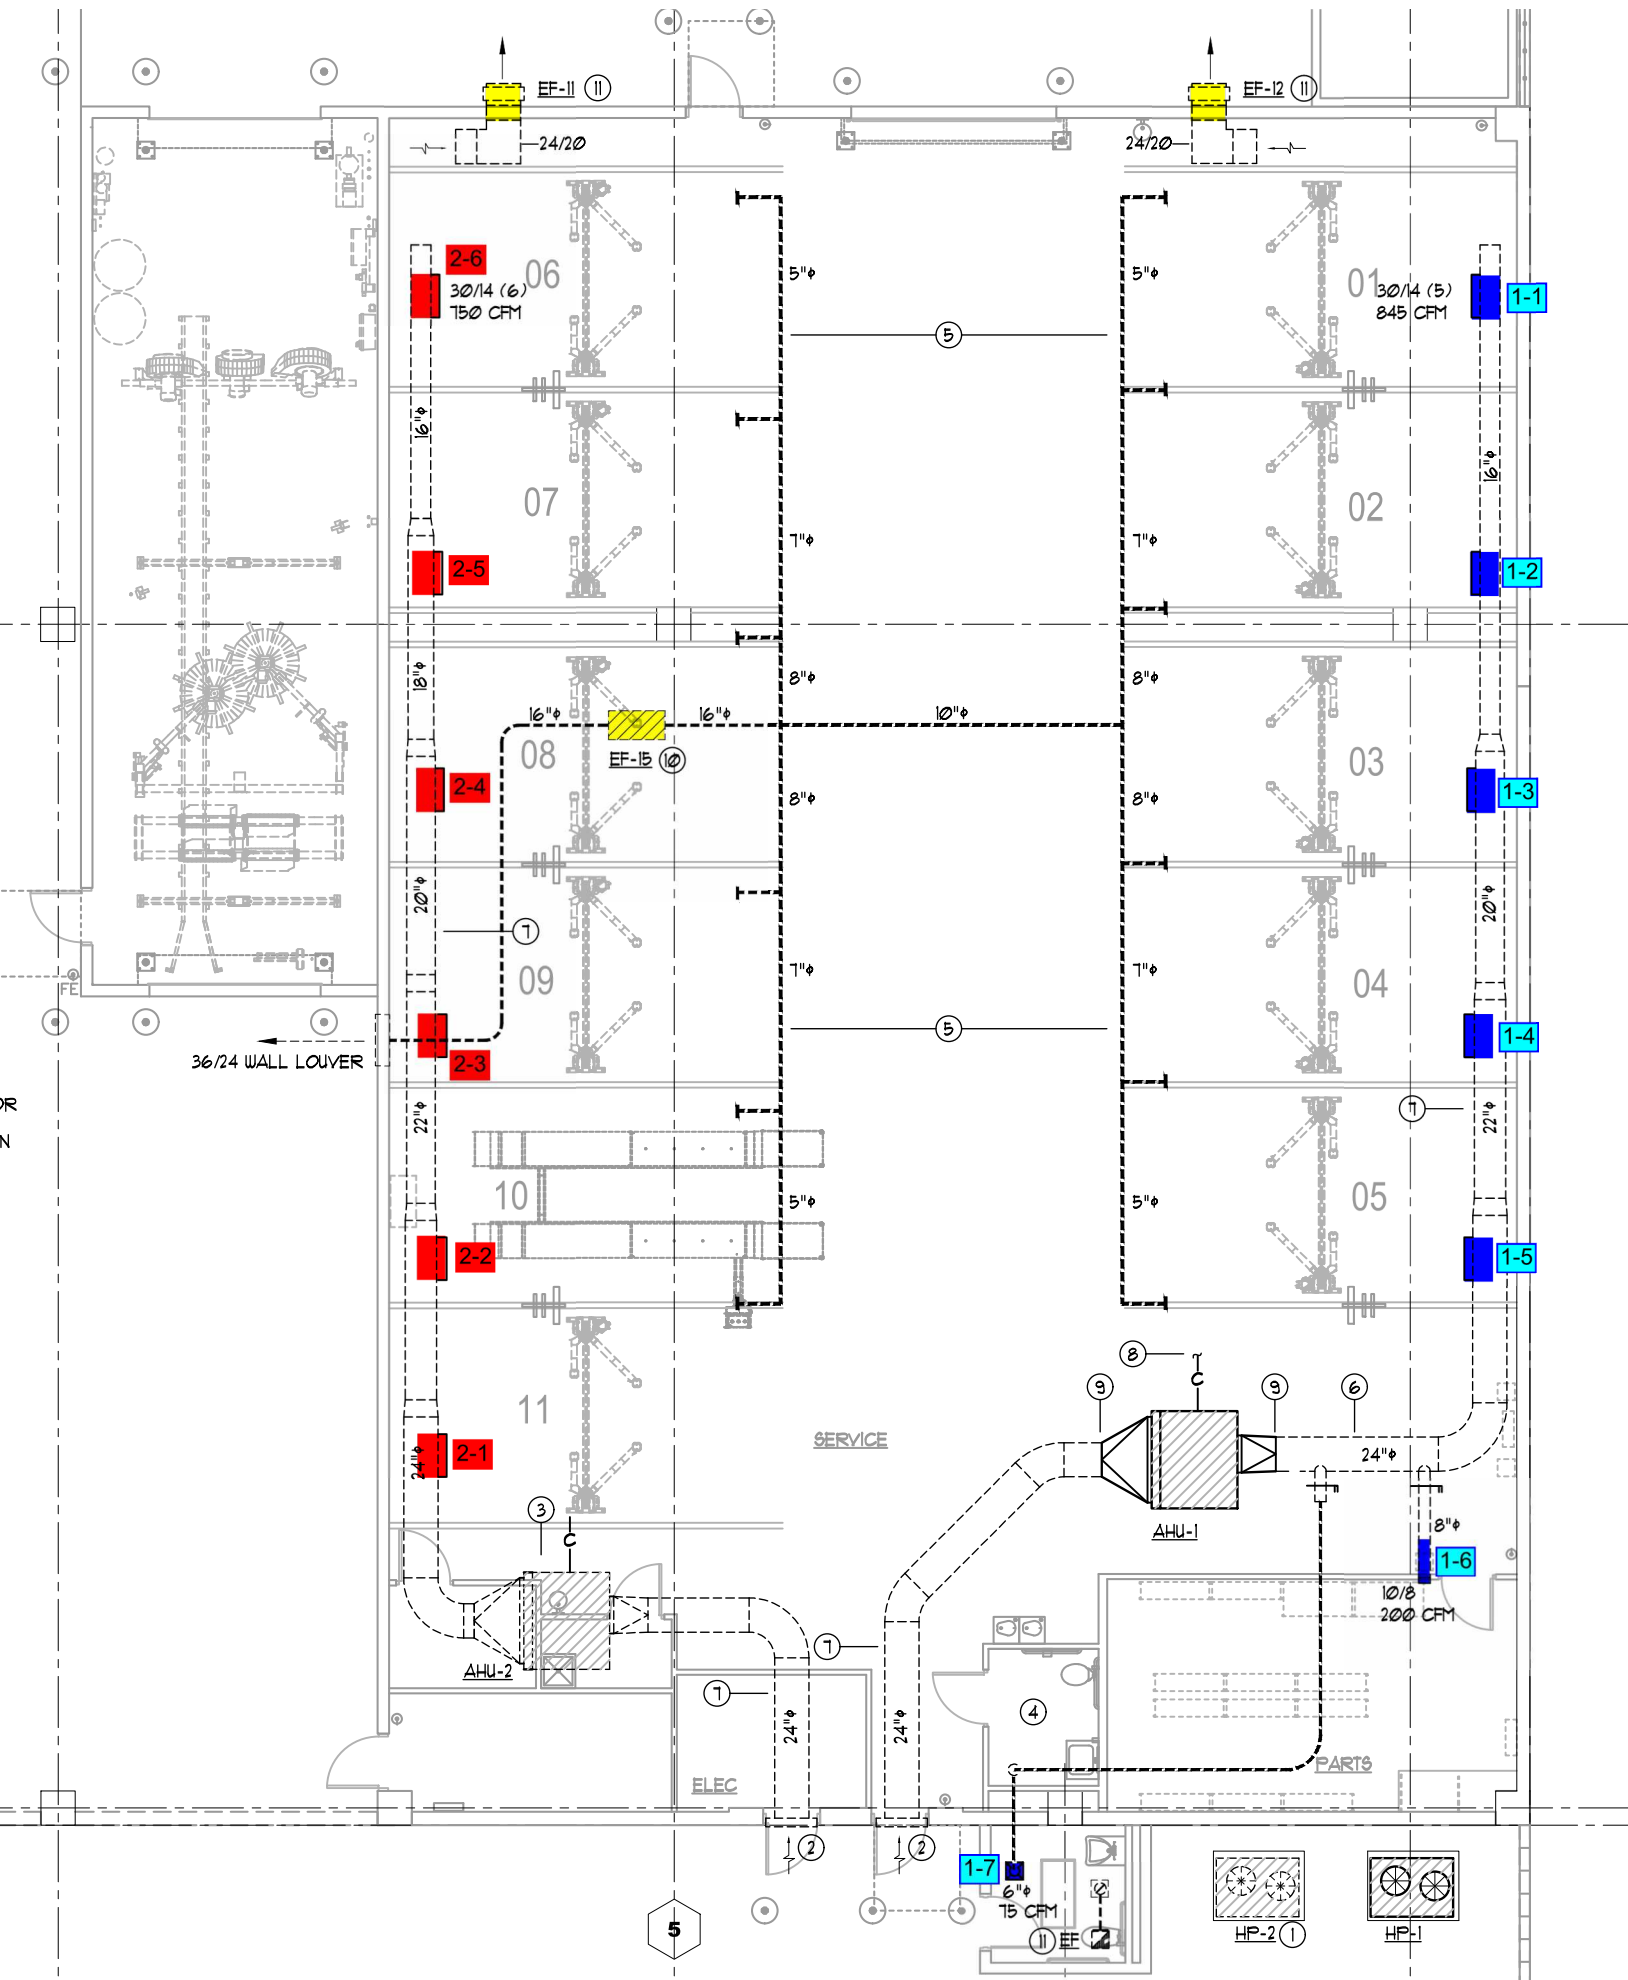 EF-11 11
EF-12 11
24/20
24/20
2-6
06
30/14 (6)
750 CFM
5"ø
5"ø
01
30/14 (5)
845 CFM
1-1
5
16"ø
16"ø
07
02
7"ø
7"ø
2-5
1-2
18"ø
8"ø
8"ø
16"ø
16"ø
10"ø
08
EF-15 10
03
2-4
8"ø
8"ø
1-3
20"ø
20"ø
7
09
7"ø
7"ø
04
FE
5
2-3
36/24 WALL LOUVER
1-4
OR
N
22"ø
7
22"ø
10
5"ø
5"ø
05
2-2
1-5
8
C
9
9
6
11
SERVICE
24"ø
2-1
24"ø
3
C
AHU-1
8"ø
1-6
10/8
200 CFM
AHU-2
7
7
4
24"ø
24"ø
ELEC
PARTS
2
2
1-7
6"ø
75 CFM
5
11 EF
HP-2 1
HP-1